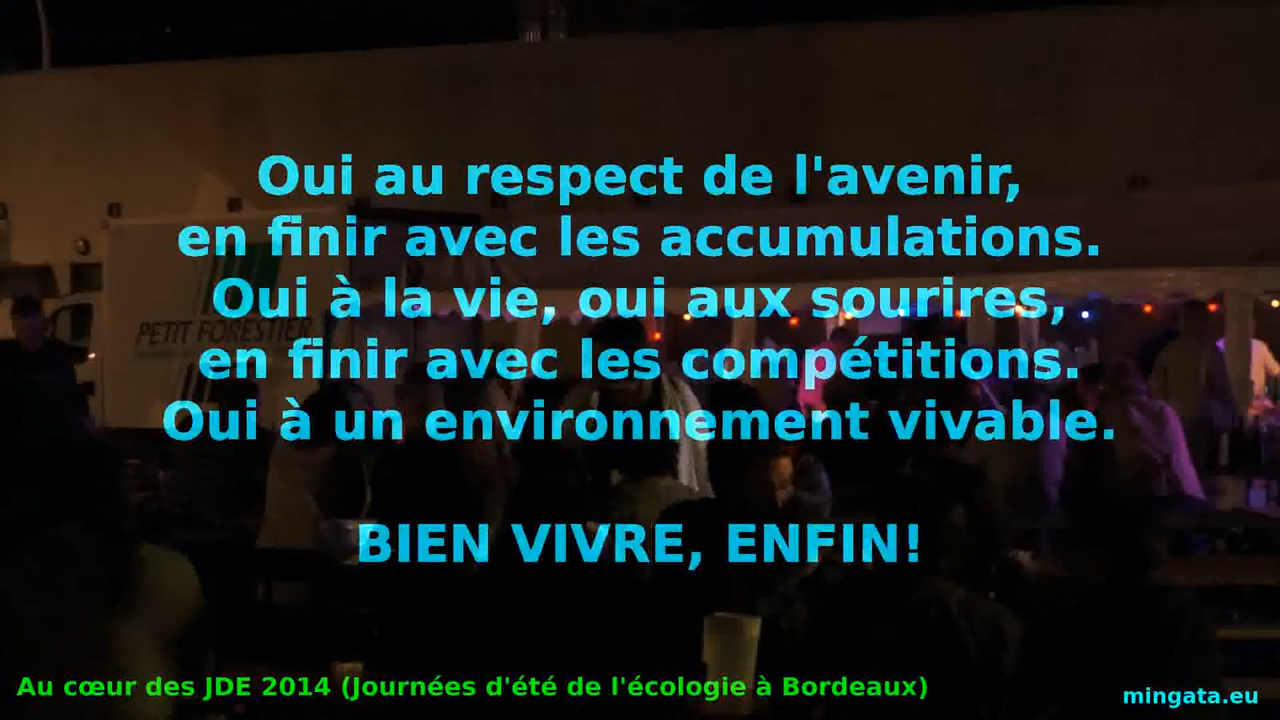 Oui au respect de l'avenir,
en finir avec les accumulations.
Oui à la vie, oui aux sourires,
PETIT FORESTIER
en finir avec les compétitions.
Oui à un environnement vivable.
BIEN VIVRE, ENFIN!
Au cœur des JDE 2014 (Journées d'été de l'écologie à Bordeaux)
mingata.eu